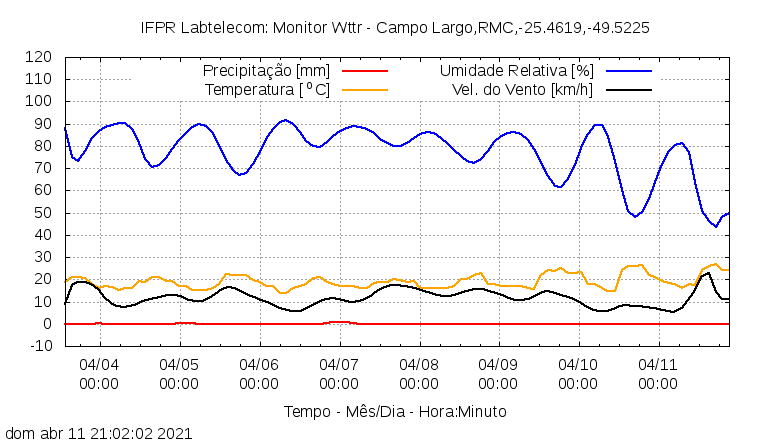 IFPR Labtelecom: Monitor Wttr - Campo Largo,RMC,-25.4619,-49.5225
Precipitação [mm]
Umidade Relativa [%]
Temperatura [ ⁰C]
Vel. do Vento [km/h]
120
110
100
90
80
70
60
50
40
30
20
10
0
-10
04/04 04/05 04/06 04/07 04/08 04/09 04/10 04/11
00:00 00:00 00:00 00:00 00:00 00:00 00:00 00:00
Tempo - Mês/Dia - Hora:Minuto
dom abr 11 21:02:02 2021